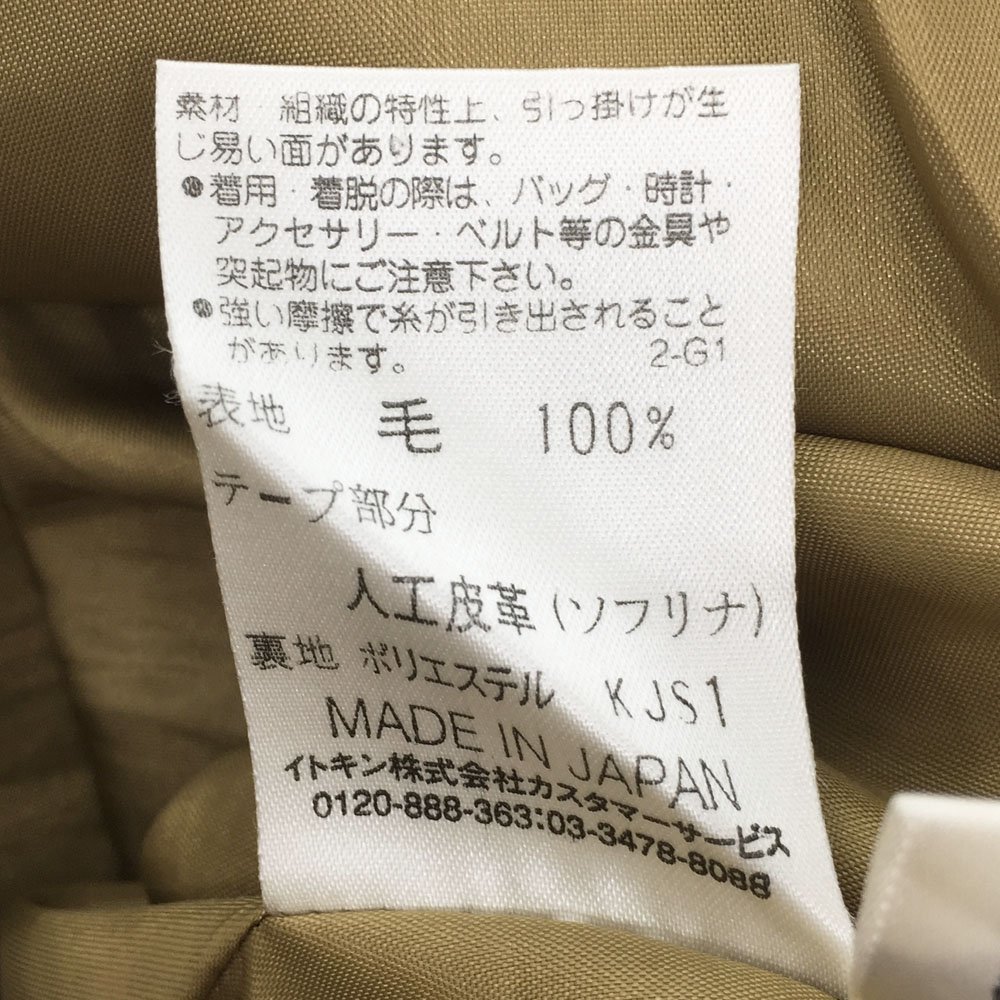 素材・組織の特性上、引っ掛けが生
じ易い面があります。
●着用・着脱の際は、バッグ・時計・
アクセサリー・ベルト等の金具や
突起物にご注意下さい。
●強い摩擦で糸が引き出されること
があります。 2-G1
表地 毛 100%
テープ部分
人工皮革(ソフリナ)
裏地 ポリエステル KJS1
MADE IN JAPAN
イトキン株式会社カスタマーサービス
0120-888-363:03-3478-8088